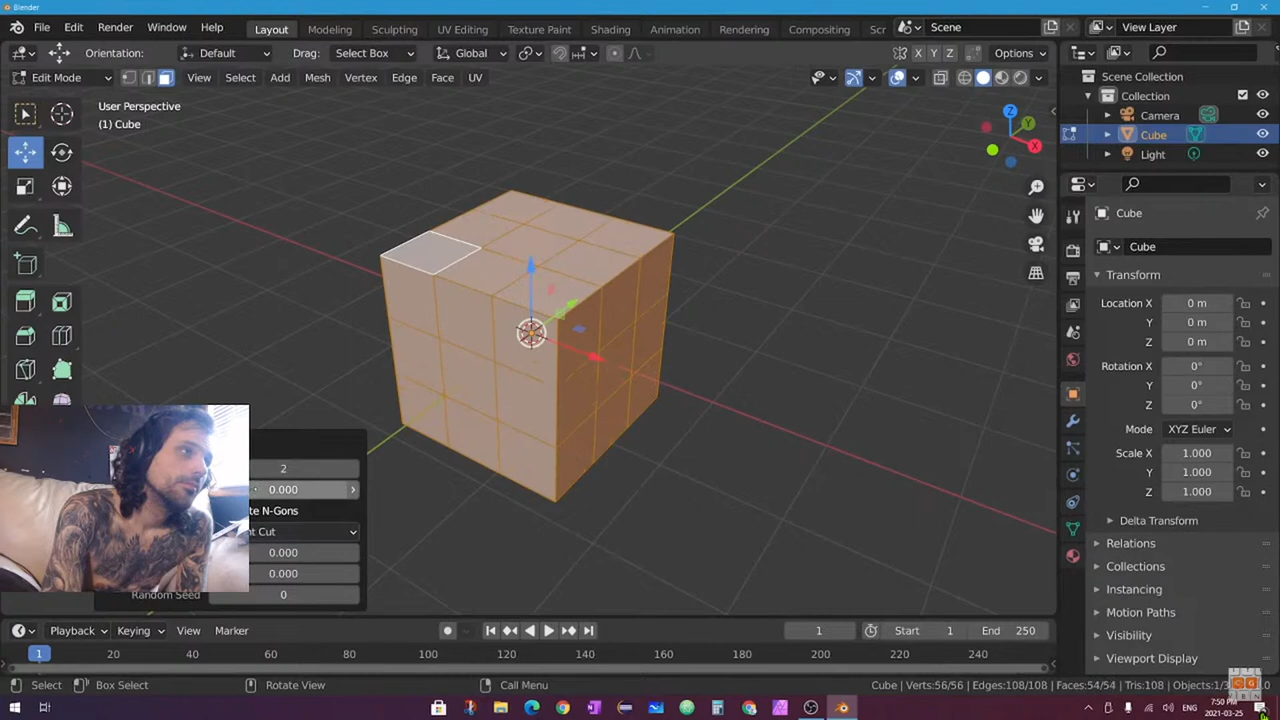 Blender
File Edit Render Window Help Layout Modeling Sculpting UV Editing Texture Paint Shading Animation Rendering Compositing Scr Scene View Layer
Orientation: Default Drag: Select Box Global X Y Z Options
Edit Mode View Select Add Mesh Vertex Edge Face UV
User Perspective
(1) Cube
Z
Y
X
Scene Collection
Collection
Camera
Cube
Light
Cube
Cube
Transform
Location X 0 m
Y 0 m
Z 0 m
Rotation X 0°
Y 0°
Z 0°
Mode XYZ Euler
Scale X 1.000
Y 1.000
Z 1.000
Delta Transform
Relations
Collections
Instancing
Motion Paths
Visibility
Viewport Display
2
0.000
te N-Gons
t Cut
0.000
0.000
Random Seed 0
Playback Keying View Marker 1 Start 1 End 250
1 20 40 60 80 100 120 140 160 180 200 220 240
Select Box Select Rotate View Call Menu Cube | Verts:56/56 | Edges:108/108 | Faces:54/54 | Tris:108 | Objects:1/
ENG 7:50 PM
2021-03-25